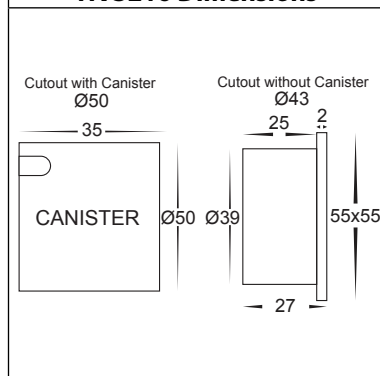 Cutout with Canister
Ø50
35
CANISTER
Ø50
Cutout without Canister
Ø43
25
2
Ø39
55x55
27